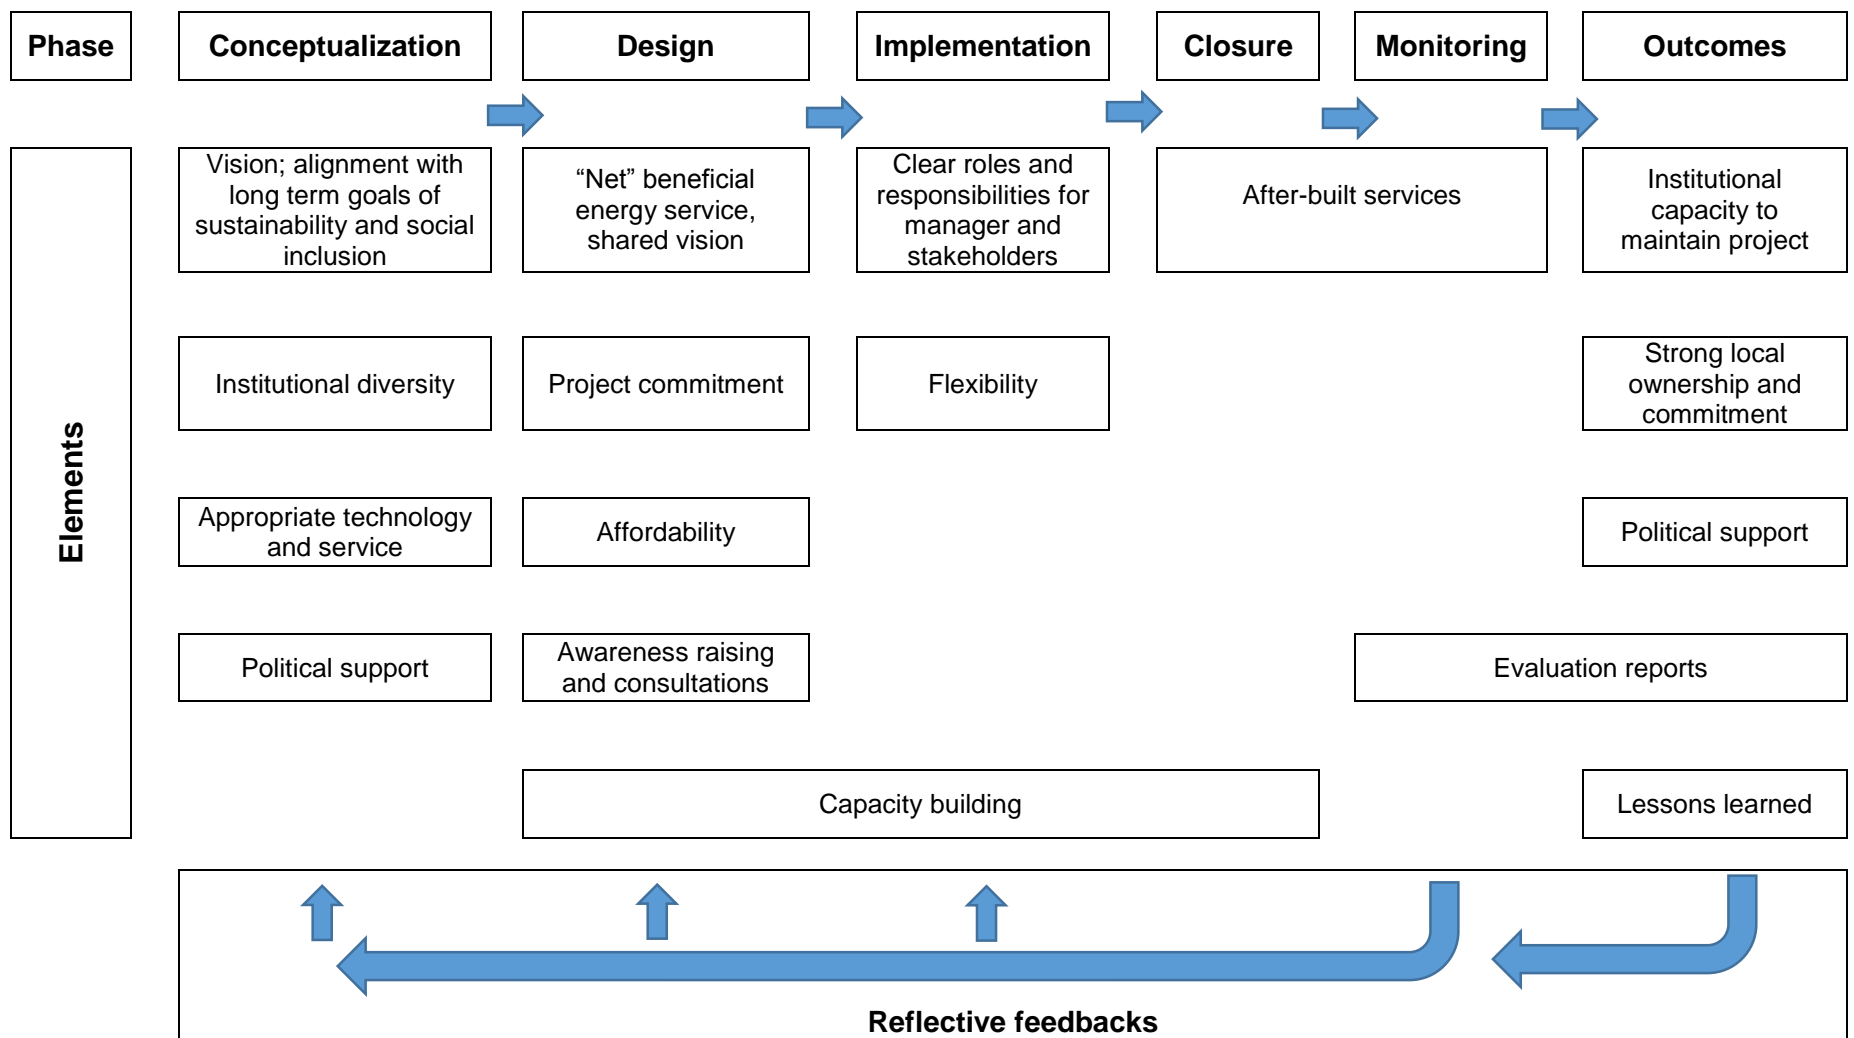 Phase
Conceptualization
Design
Implementation
Closure
Monitoring
Outcomes
Elements
Vision; alignment with
long term goals of
sustainability and social
inclusion
“Net” beneficial
energy service,
shared vision
Clear roles and
responsibilities for
manager and
stakeholders
After-built services
Institutional
capacity to
maintain project
Institutional diversity
Project commitment
Flexibility
Strong local
ownership and
commitment
Appropriate technology
and service
Affordability
Political support
Political support
Awareness raising
and consultations
Evaluation reports
Capacity building
Lessons learned
Reflective feedbacks